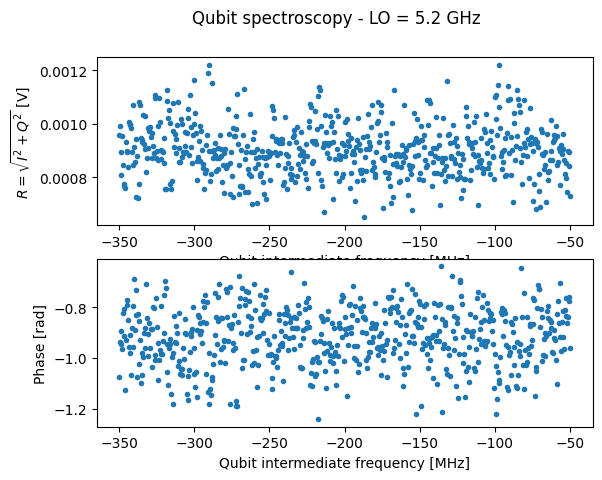 Qubit spectroscopy - LO = 5.2 GHz
R = √I² + Q² [V]
0.0012
0.0010
0.0008
−350 −300 −250 −200 −150 −100 −50
Qubit intermediate frequency [MHz]
Phase [rad]
−0.8
−1.0
−1.2
−350 −300 −250 −200 −150 −100 −50
Qubit intermediate frequency [MHz]